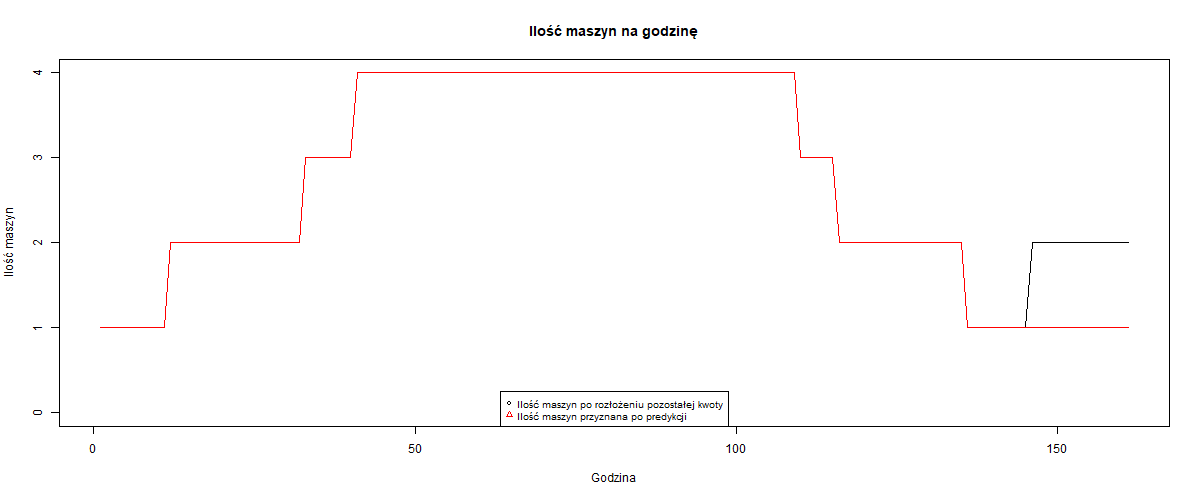 Ilość maszyn na godzinę
Ilość maszyn
4
3
2
1
0
Ilość maszyn po rozłożeniu pozostałej kwoty
Ilość maszyn przyznana po predykcji
0 50 100 150
Godzina